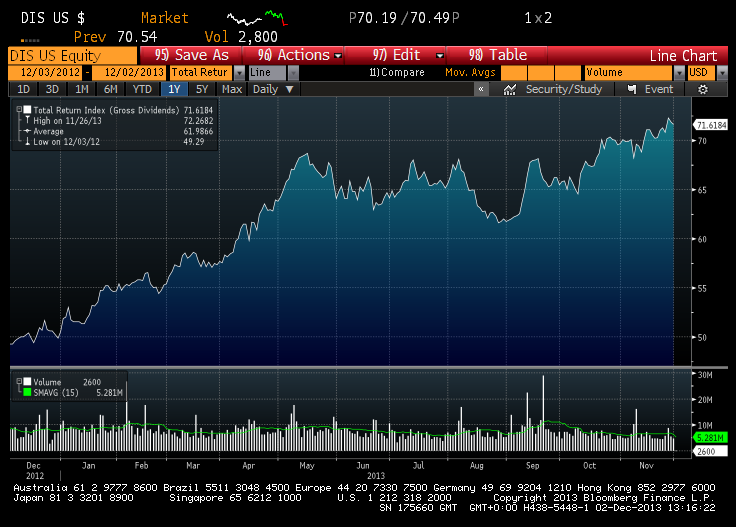 DIS US $ Market P70.19 / 70.49P 1x2
Prev 70.54 Vol 2,800
DIS US Equity 95) Save As 96) Actions 97) Edit 98) Table Line Chart
12/03/2012 - 12/02/2013 Total Retur Line 11) Compare Mov. Avgs Volume USD
1D 3D 1M 6M YTD 1Y 5Y Max Daily ▼ « Security/Study Event
Total Return Index (Gross Dividends) 71.6184
High on 11/26/13 72.2682
Average 61.9866
Low on 12/03/12 49.29
71.6184
70
65
60
55
50
Volume 2600
SMAVG (15) 5.281M
30M
20M
10M
5.281M
2600
Dec Jan Feb Mar Apr May Jun Jul Aug Sep Oct Nov
2012 2013
Australia 61 2 9777 8600 Brazil 5511 3048 4500 Europe 44 20 7330 7500 Germany 49 69 9204 1210 Hong Kong 852 2977 6000
Japan 81 3 3201 8900 Singapore 65 6212 1000 U.S. 1 212 318 2000 Copyright 2013 Bloomberg Finance L.P.
SN 175660 GMT GMT+0:00 H438-5448-1 02-Dec-2013 13:16:22